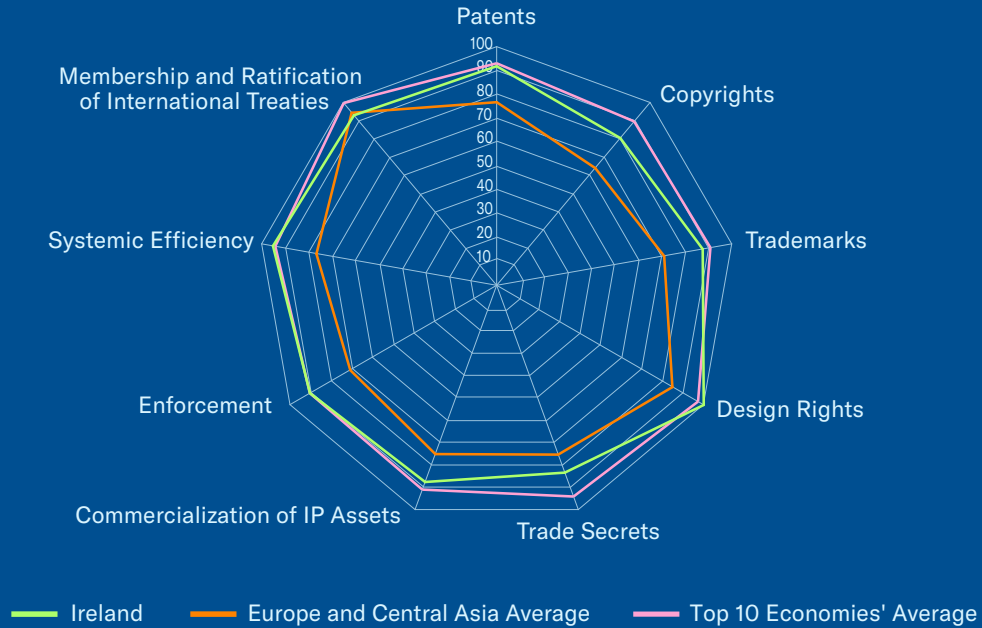 Patents
100
90
80
70
60
50
40
30
20
10
Membership and Ratification
of International Treaties
Copyrights
Systemic Efficiency
Trademarks
Enforcement
Design Rights
Commercialization of IP Assets
Trade Secrets
Ireland
Europe and Central Asia Average
Top 10 Economies' Average